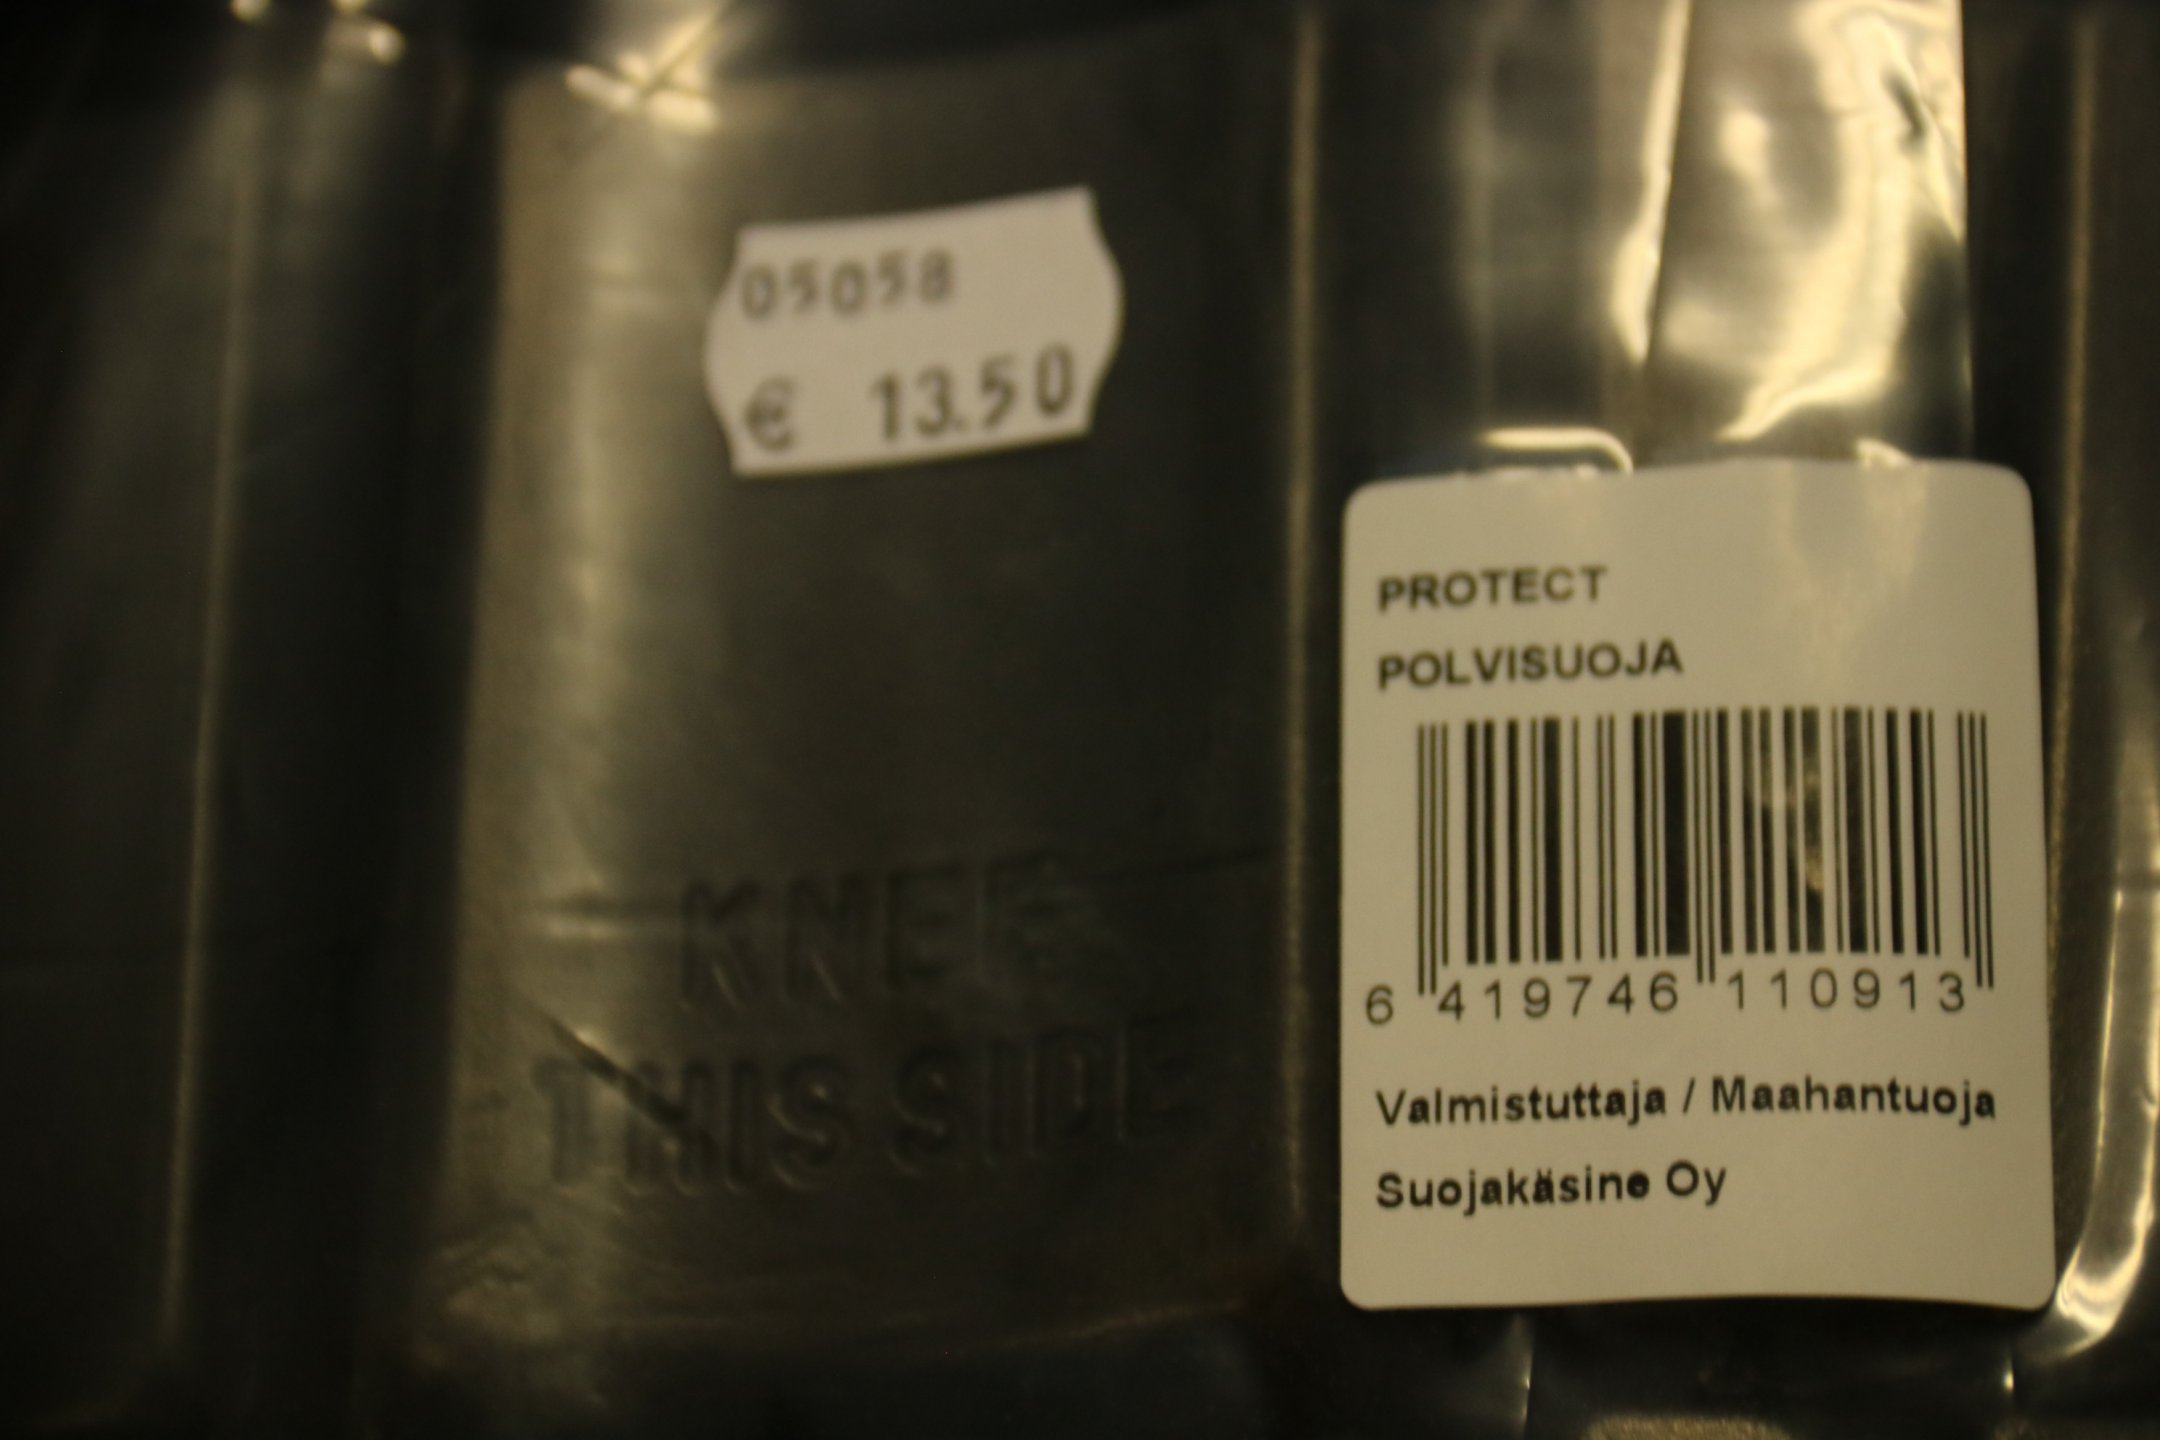 05058
€ 13.50
KNEE
THIS SIDE
PROTECT
POLVISUOJA
6 419746 110913
Valmistuttaja / Maahantuoja
Suojakäsine Oy